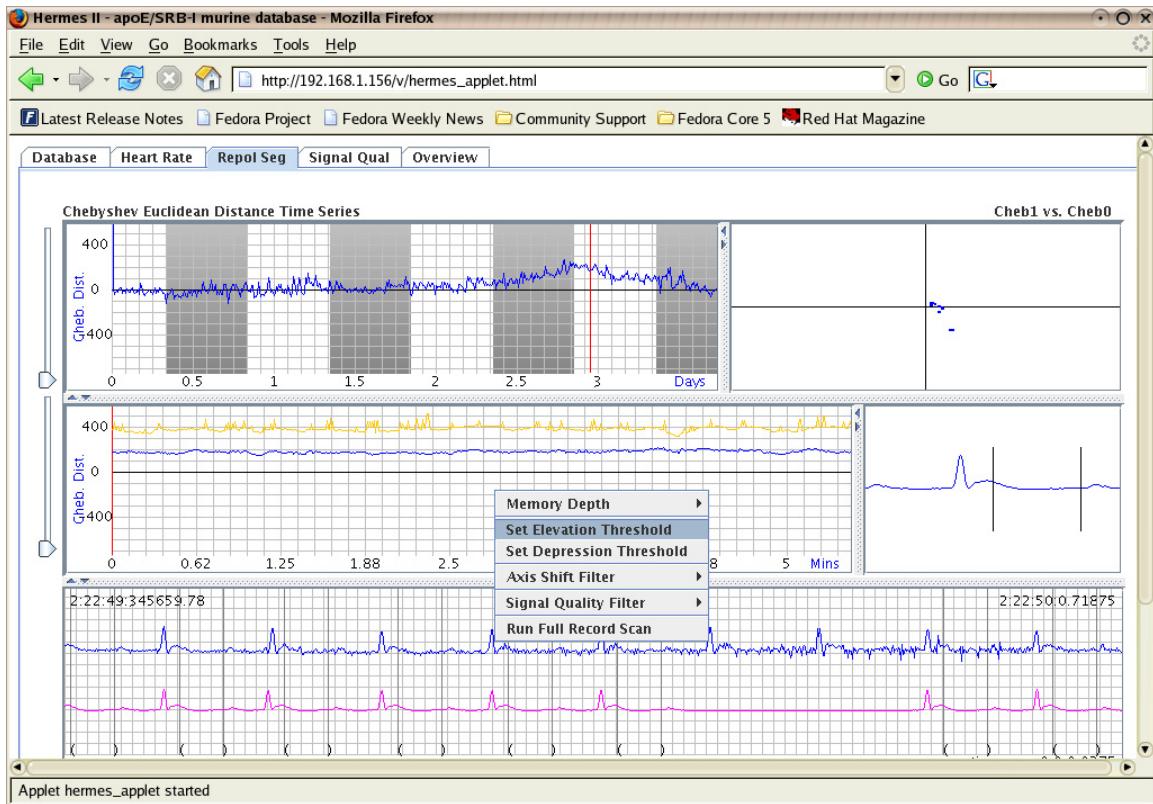 Hermes II - apoE/SRB-I murine database - Mozilla Firefox
File Edit View Go Bookmarks Tools Help
http://192.168.1.156/v/hermes_applet.html Go G
Latest Release Notes Fedora Project Fedora Weekly News Community Support Fedora Core 5 Red Hat Magazine
Database Heart Rate Repol Seg Signal Qual Overview
Chebyshev Euclidean Distance Time Series Cheb1 vs. Cheb0
400
0
-400
Cheb. Dist.
0 0.5 1 1.5 2 2.5 3 Days
400
0
-400
Cheb. Dist.
0 0.62 1.25 1.88 2.5 8 5 Mins
Memory Depth
Set Elevation Threshold
Set Depression Threshold
Axis Shift Filter
Signal Quality Filter
Run Full Record Scan
2:22:49:345659.78 2:22:50:0.71875
( ) ( ) ( ) ( ) ( ) ( ) ( ) ( )
Applet hermes_applet started